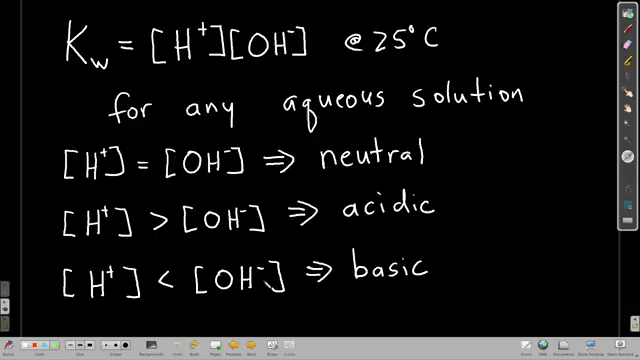 Kw = [H⁺][OH⁻] @ 25° C
for any aqueous solution
[H⁺] = [OH⁻] ⇒ neutral
[H⁺] > [OH⁻] ⇒ acidic
[H⁺] < [OH⁻] ⇒ basic